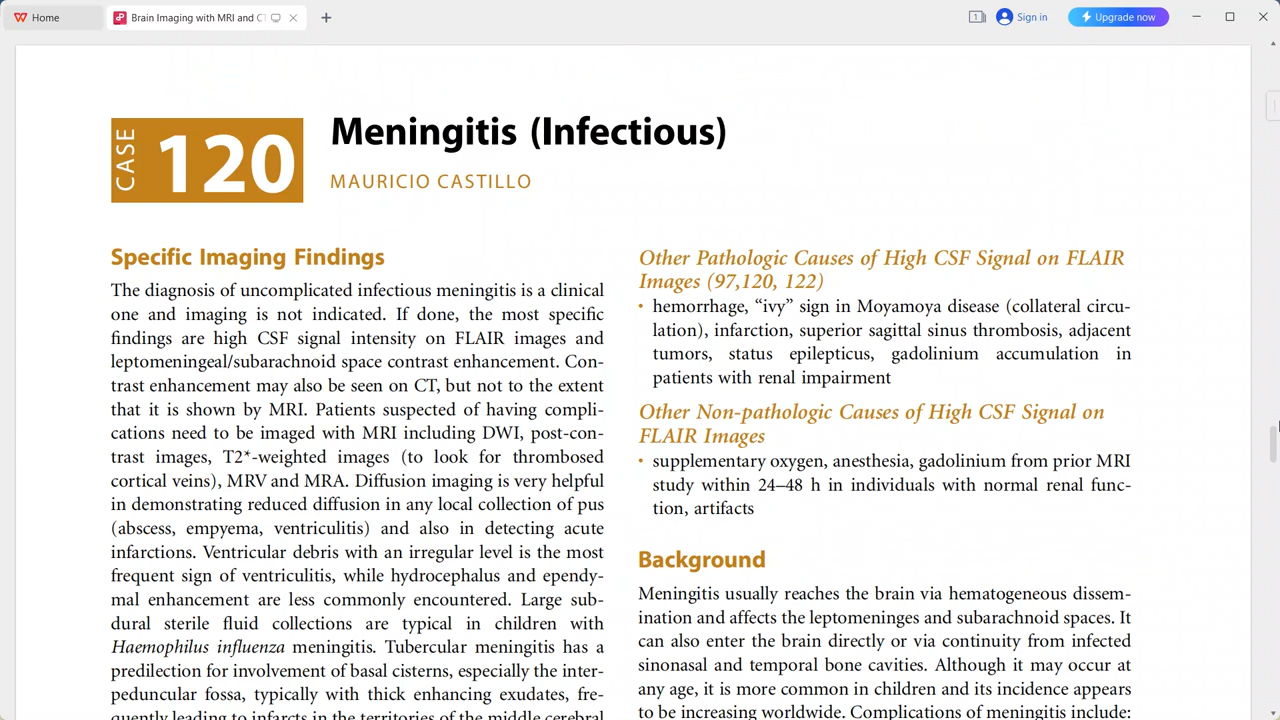 Home
Brain Imaging with MRI and C
1
Sign in
Upgrade now
CASE
120
Meningitis (Infectious)
MAURICIO CASTILLO
Specific Imaging Findings
The diagnosis of uncomplicated infectious meningitis is a clinical
one and imaging is not indicated. If done, the most specific
findings are high CSF signal intensity on FLAIR images and
leptomeningeal/subarachnoid space contrast enhancement. Con-
trast enhancement may also be seen on CT, but not to the extent
that it is shown by MRI. Patients suspected of having compli-
cations need to be imaged with MRI including DWI, post-con-
trast images, T2*-weighted images (to look for thrombosed
cortical veins), MRV and MRA. Diffusion imaging is very helpful
in demonstrating reduced diffusion in any local collection of pus
(abscess, empyema, ventriculitis) and also in detecting acute
infarctions. Ventricular debris with an irregular level is the most
frequent sign of ventriculitis, while hydrocephalus and ependy-
mal enhancement are less commonly encountered. Large sub-
dural sterile fluid collections are typical in children with
Haemophilus influenza meningitis. Tubercular meningitis has a
predilection for involvement of basal cisterns, especially the inter-
peduncular fossa, typically with thick enhancing exudates, fre-
quently leading to infarcts in the territories of the middle cerebral
Other Pathologic Causes of High CSF Signal on FLAIR
Images (97,120, 122)
• hemorrhage, “ivy” sign in Moyamoya disease (collateral circu-
lation), infarction, superior sagittal sinus thrombosis, adjacent
tumors, status epilepticus, gadolinium accumulation in
patients with renal impairment
Other Non-pathologic Causes of High CSF Signal on
FLAIR Images
• supplementary oxygen, anesthesia, gadolinium from prior MRI
study within 24–48 h in individuals with normal renal func-
tion, artifacts
Background
Meningitis usually reaches the brain via hematogeneous dissem-
ination and affects the leptomeninges and subarachnoid spaces. It
can also enter the brain directly or via continuity from infected
sinonasal and temporal bone cavities. Although it may occur at
any age, it is more common in children and its incidence appears
to be increasing worldwide. Complications of meningitis include: